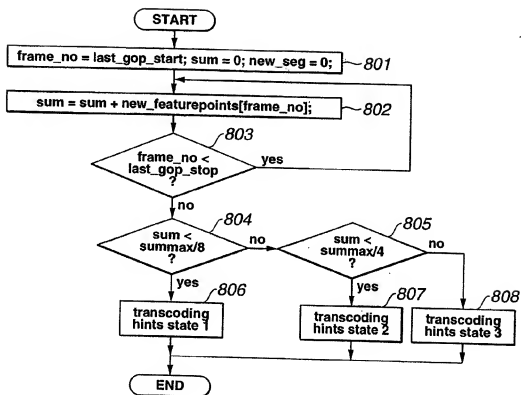 START
frame_no = last_gop_start; sum = 0; new_seg = 0;
801
sum = sum + new_featurepoints[frame_no];
802
803
frame_no <
last_gop_stop
?
yes
no
804
sum <
summax/8
?
no
805
sum <
summax/4
?
no
yes
806
yes
807
808
transcoding
hints state 1
transcoding
hints state 2
transcoding
hints state 3
END